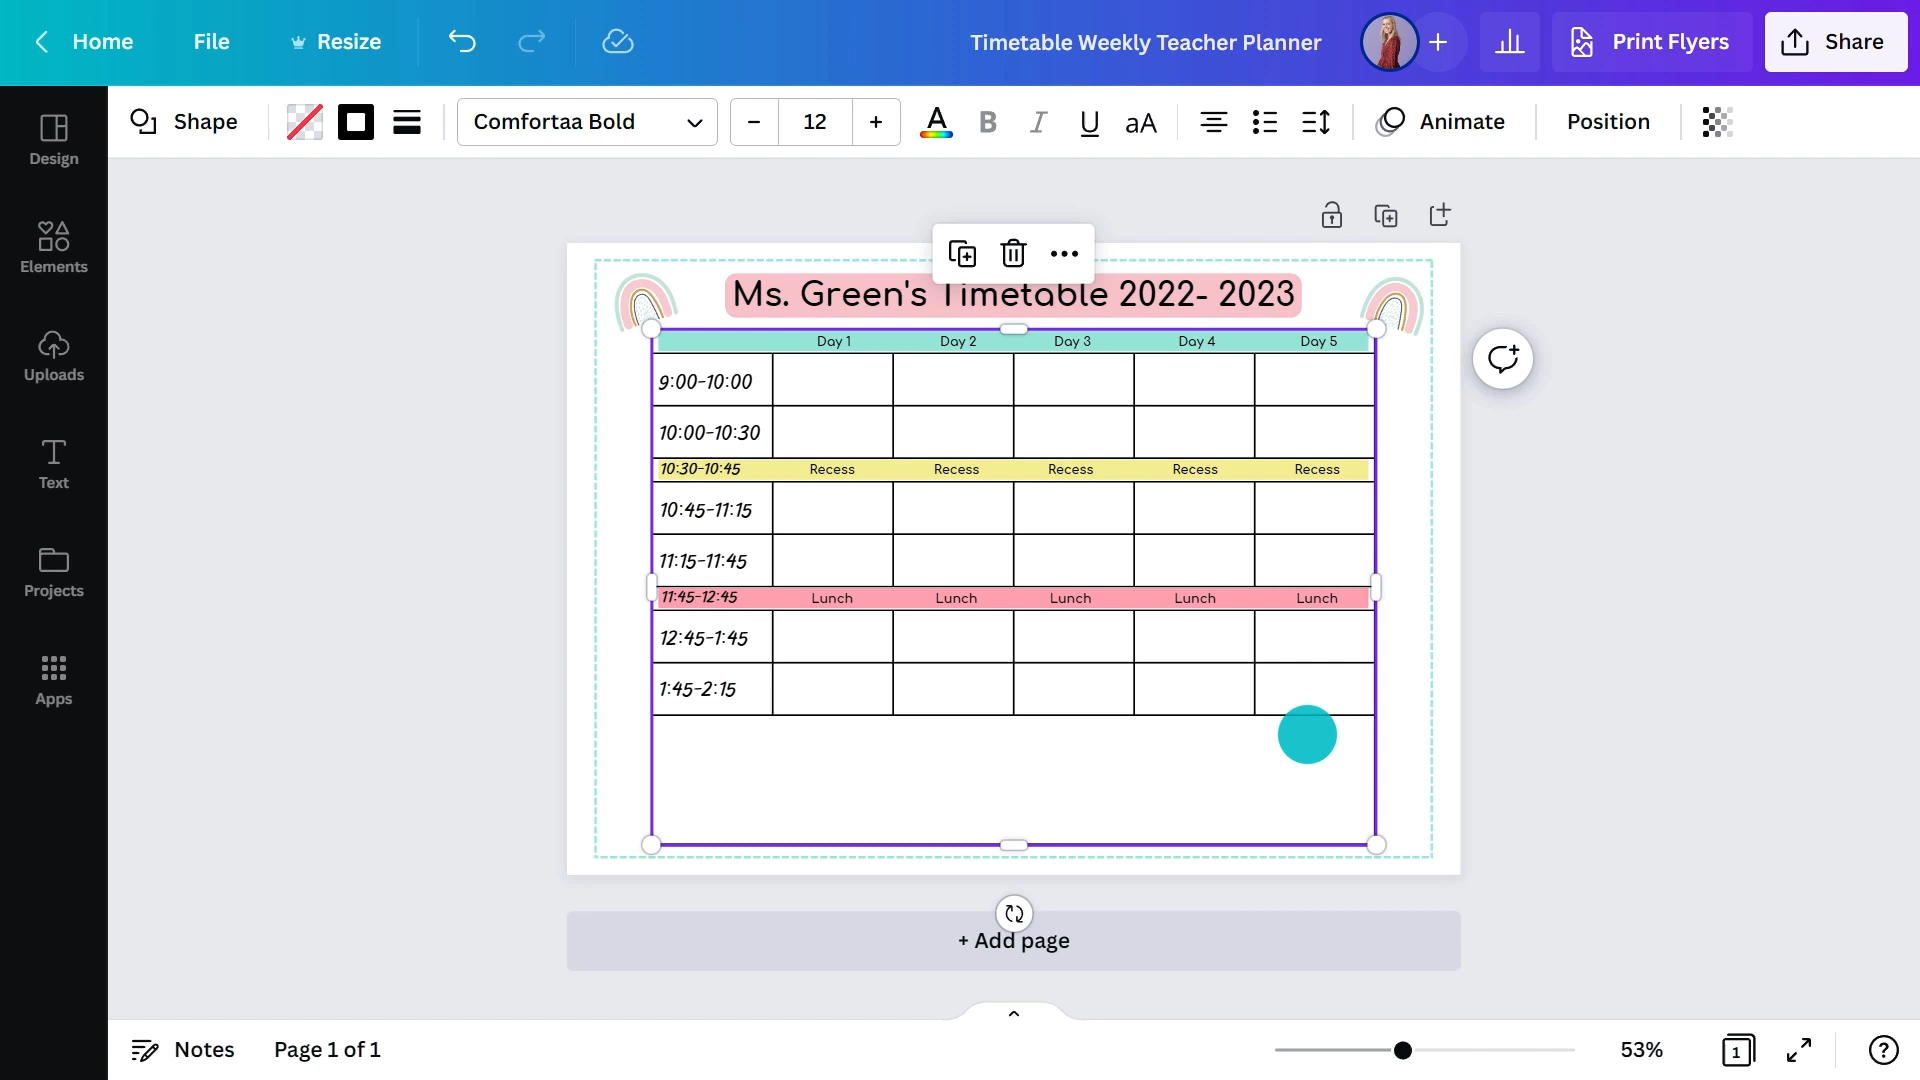 Home File Resize Timetable Weekly Teacher Planner Print Flyers Share
Shape Comfortaa Bold 12 aA Animate Position
Design
Elements
Uploads
Text
Projects
Apps
Ms. Green's Timetable 2022- 2023
Day 1 Day 2 Day 3 Day 4 Day 5
9:00-10:00
10:00-10:30
10:30-10:45 Recess Recess Recess Recess Recess
10:45-11:15
11:15-11:45
11:45-12:45 Lunch Lunch Lunch Lunch Lunch
12:45-1:45
1:45-2:15
+ Add page
Notes Page 1 of 1 53% 1